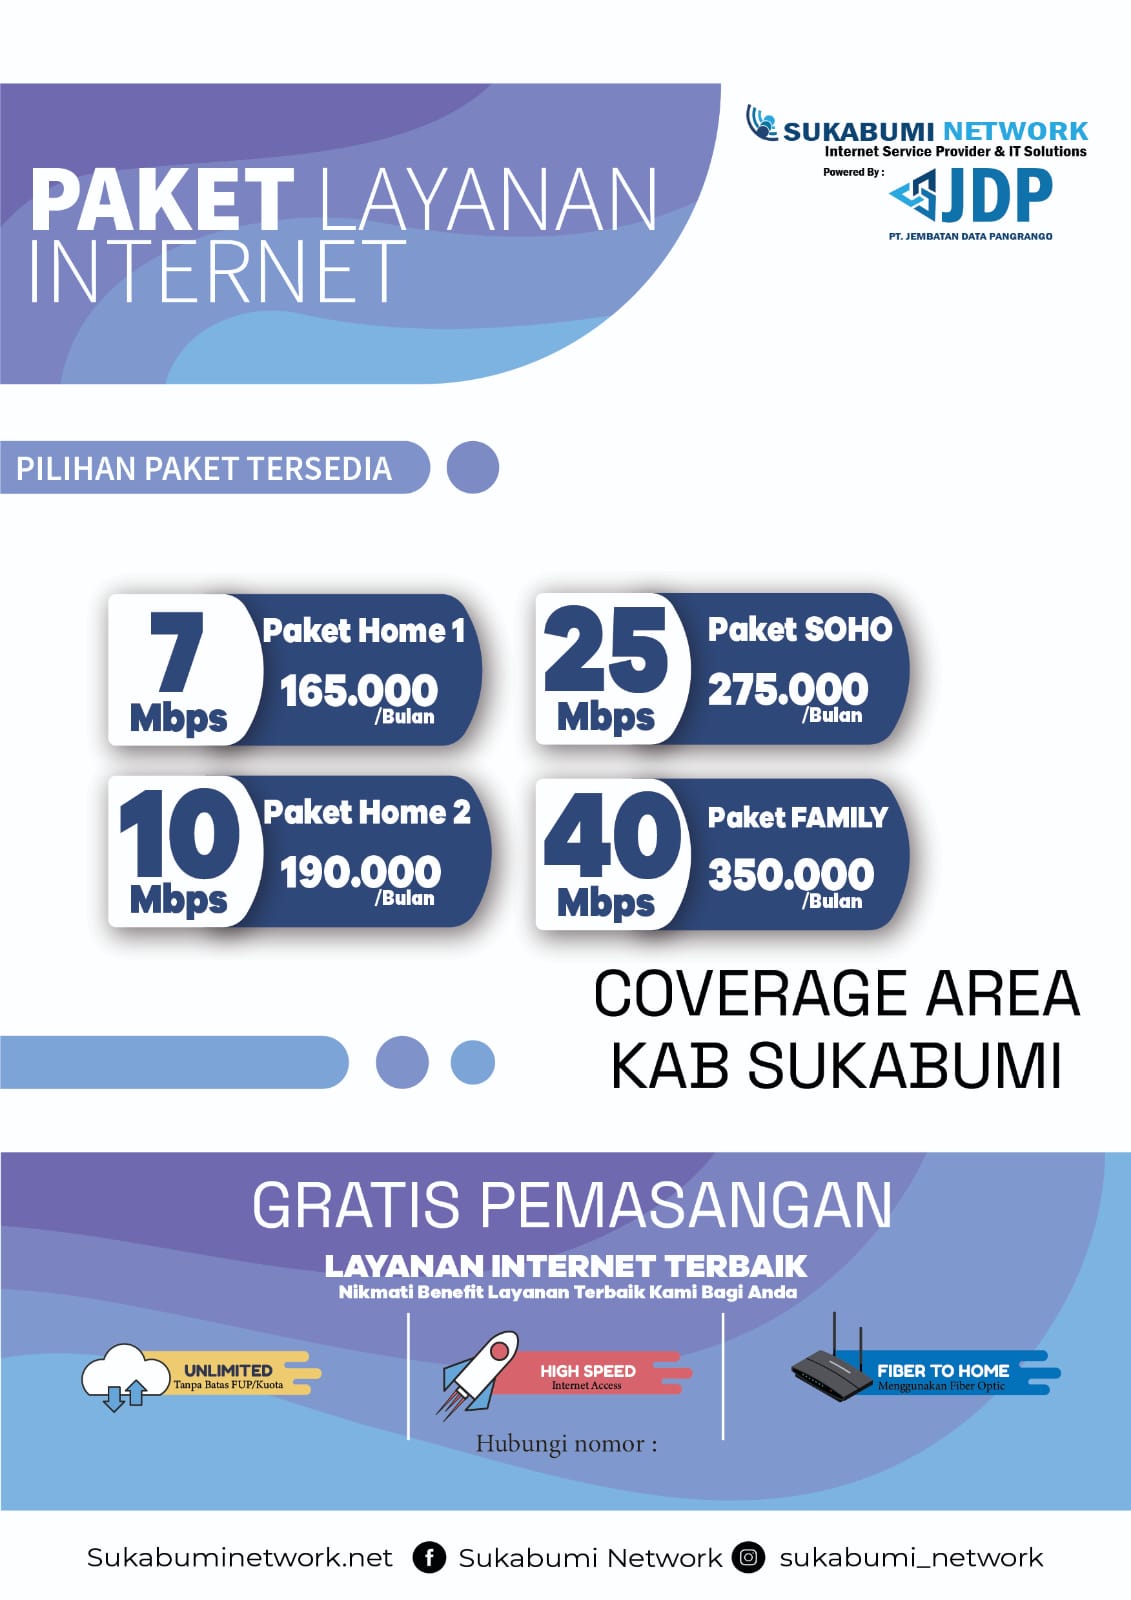 PAKET LAYANAN
INTERNET
SUKABUMI NETWORK
Internet Service Provider & IT Solutions
Powered By :
JDP
PT. JEMBATAN DATA PANGRANGO
PILIHAN PAKET TERSEDIA
7
Mbps
Paket Home 1
165.000
/Bulan
25
Mbps
Paket SOHO
275.000
/Bulan
10
Mbps
Paket Home 2
190.000
/Bulan
40
Mbps
Paket FAMILY
350.000
/Bulan
COVERAGE AREA
KAB SUKABUMI
GRATIS PEMASANGAN
LAYANAN INTERNET TERBAIK
Nikmati Benefit Layanan Terbaik Kami Bagi Anda
UNLIMITED
Tanpa Batas FUP/Kuota
HIGH SPEED
Internet Access
FIBER TO HOME
Menggunakan Fiber Optic
Hubungi nomor :
Sukabuminetwork.net
Sukabumi Network
sukabumi_network